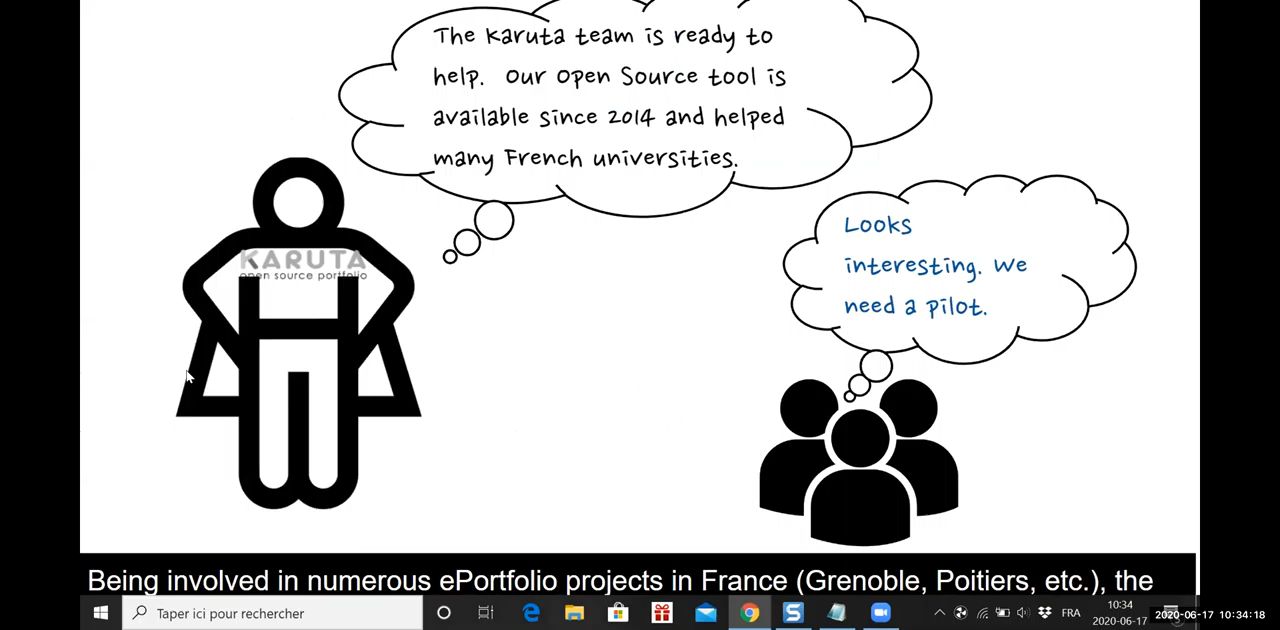 The Karuta team is ready to
help. Our Open Source tool is
available since 2014 and helped
many French universities.
KARUTA
open source portfolio
Looks
interesting. We
need a pilot.
Being involved in numerous ePortfolio projects in France (Grenoble, Poitiers, etc.), the
Taper ici pour rechercher
FRA
10:34
2020-06-17
2020-06-17 10:34:18